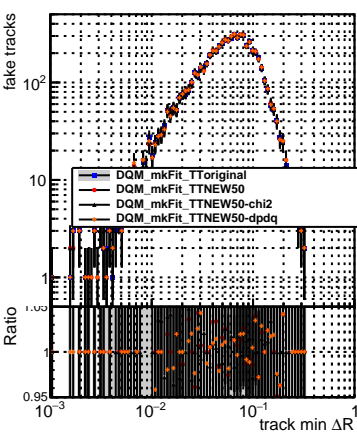 fake tracks
10²
10
1
DQM_mkFit_TToriginal
DQM_mkFit_TTNEW50
DQM_mkFit_TTNEW50-chi2
DQM_mkFit_TTNEW50-dpdq
Ratio
1.05
1
0.95
10⁻³ 10⁻² 10⁻¹ 1
track min ΔR